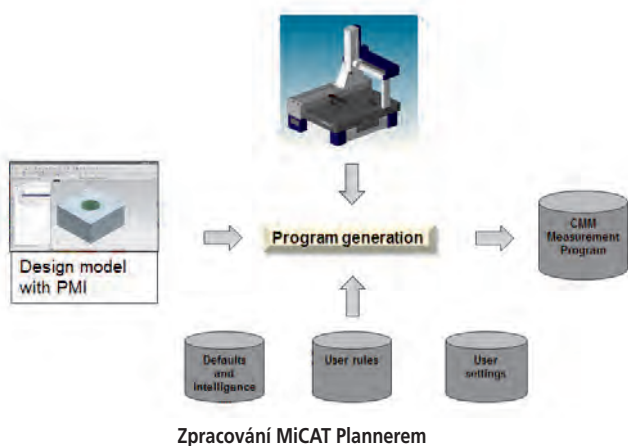 Design model
with PMI
Program generation
CMM
Measurement
Program
Defaults
and
intelligence
User rules
User
settings
Zpracování MiCAT Plannerem